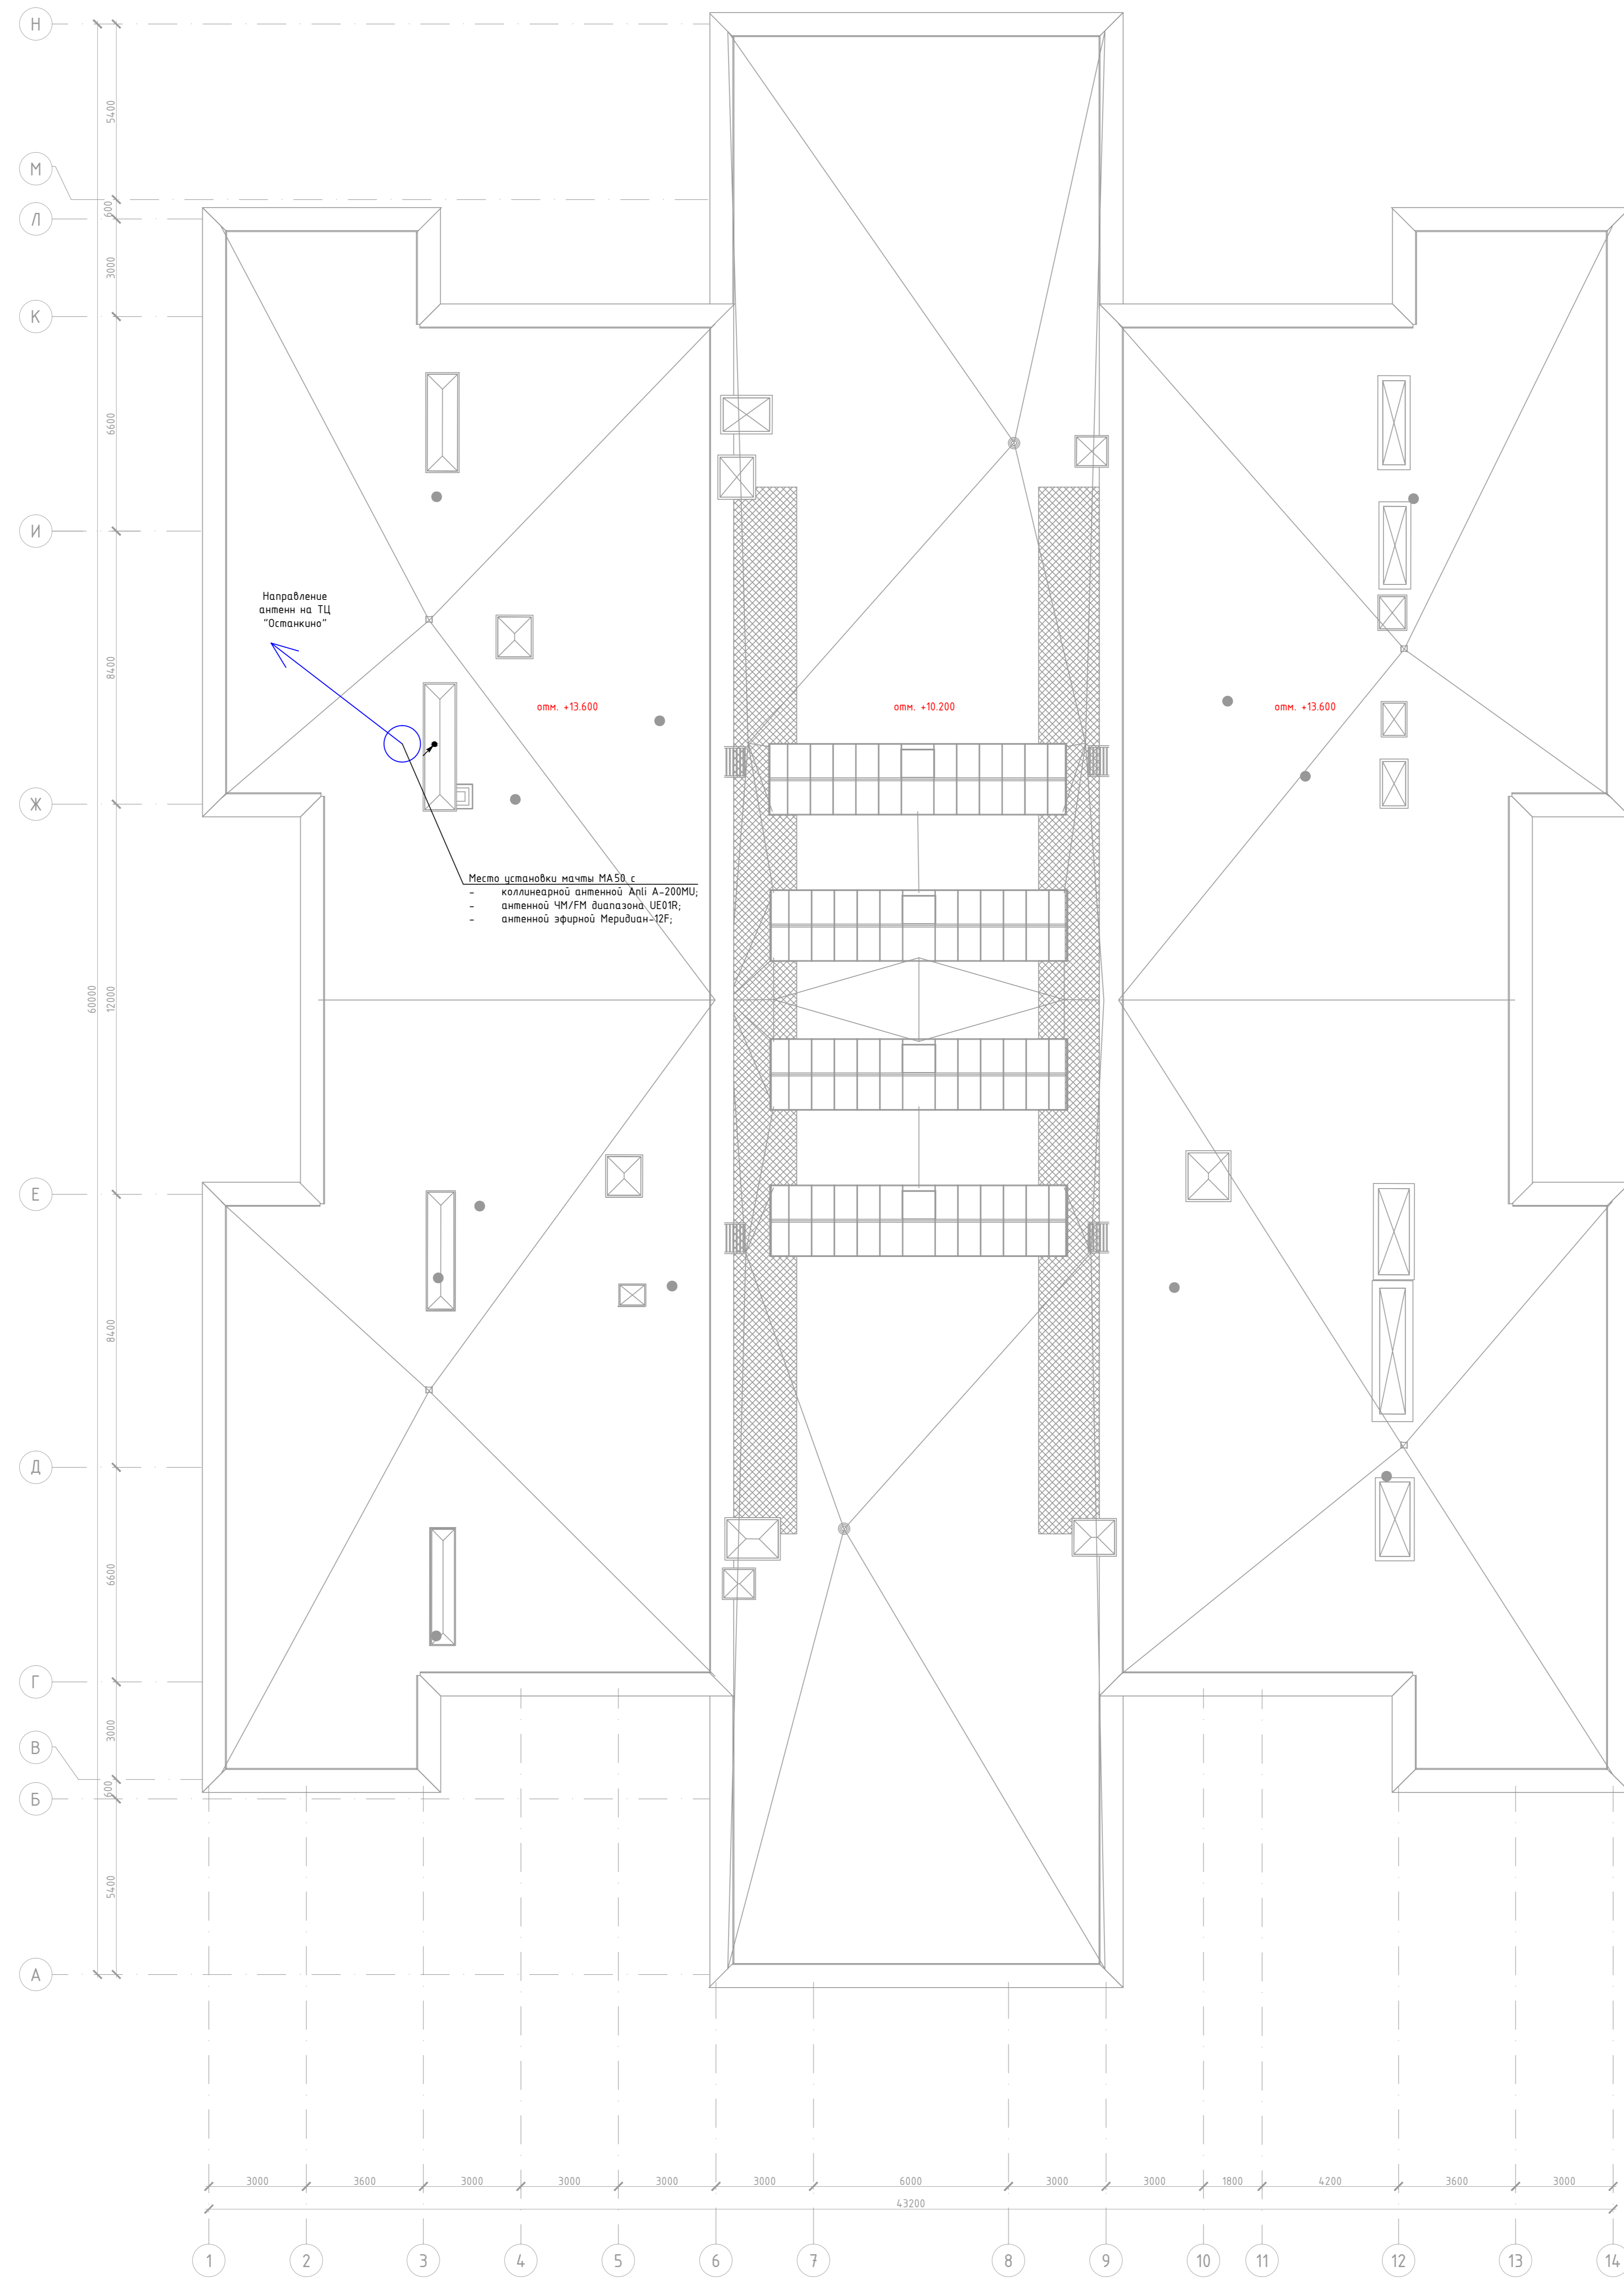 Н
5400
М
600
Л
3000
К
6600
И
Направление
антенн на ТЦ
"Останкино"
8400
отм. +13.600
отм. +10.200
отм. +13.600
Ж
Место установки мачты МА50 с
- коллинеарной антенной Anli A-200MU;
- антенной ЧМ/FM диапазона UE01R;
- антенной эфирной Меридиан-12F;
60000
12000
Е
8400
Д
6600
Г
3000
В
600
Б
5400
А
3000 3600 3000 3000 3000 3000 6000 3000 3000 1800 4200 3600 3000
43200
1 2 3 4 5 6 7 8 9 10 11 12 13 14